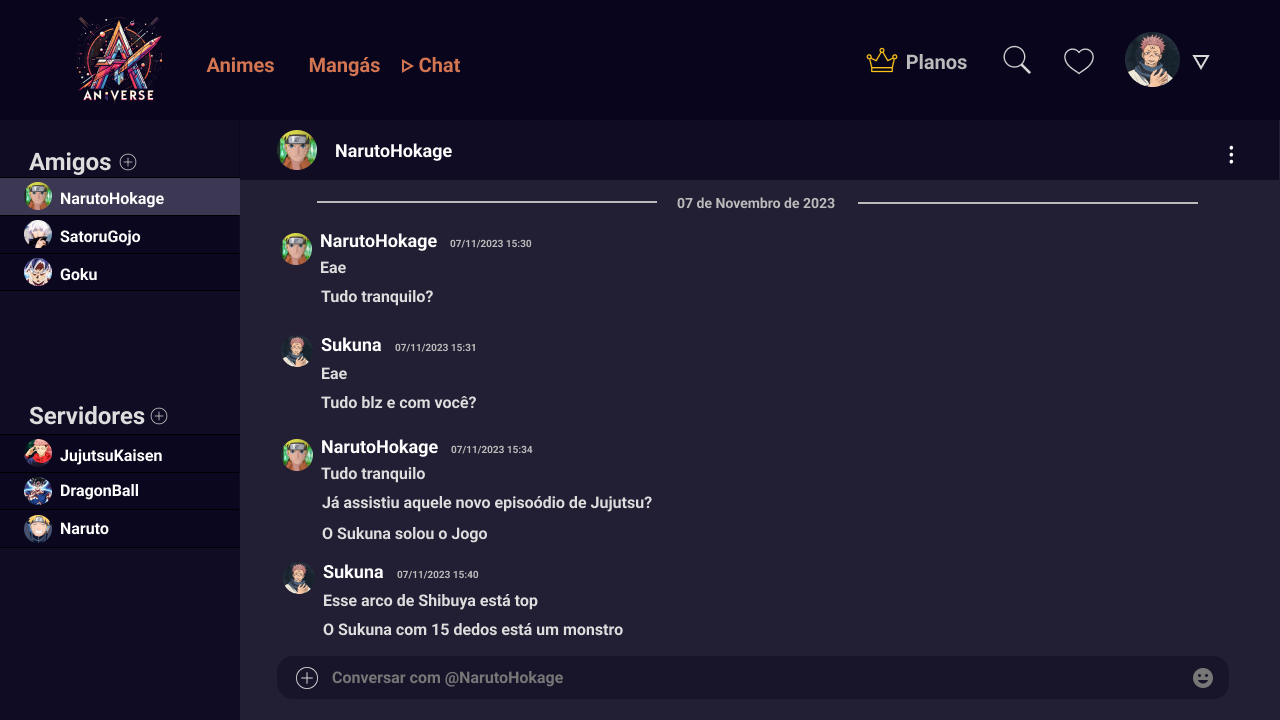 ANIVERSE
Animes
Mangás
Chat
Planos
Amigos
NarutoHokage
SatoruGojo
Goku
Servidores
JujutsuKaisen
DragonBall
Naruto
NarutoHokage
07 de Novembro de 2023
NarutoHokage 07/11/2023 15:30
Eae
Tudo tranquilo?
Sukuna 07/11/2023 15:31
Eae
Tudo blz e com você?
NarutoHokage 07/11/2023 15:34
Tudo tranquilo
Já assistiu aquele novo episoódio de Jujutsu?
O Sukuna solou o Jogo
Sukuna 07/11/2023 15:40
Esse arco de Shibuya está top
O Sukuna com 15 dedos está um monstro
Conversar com @NarutoHokage